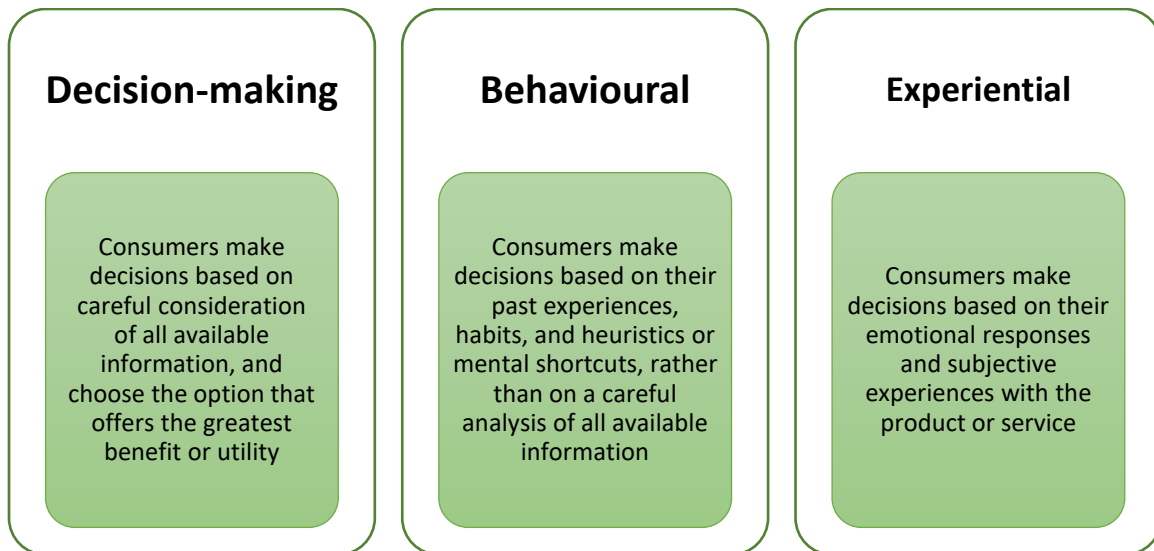 Decision-making
Consumers make
decisions based on
careful consideration
of all available
information, and
choose the option that
offers the greatest
benefit or utility
Behavioural
Consumers make
decisions based on their
past experiences,
habits, and heuristics or
mental shortcuts, rather
than on a careful
analysis of all available
information
Experiential
Consumers make
decisions based on their
emotional responses
and subjective
experiences with the
product or service